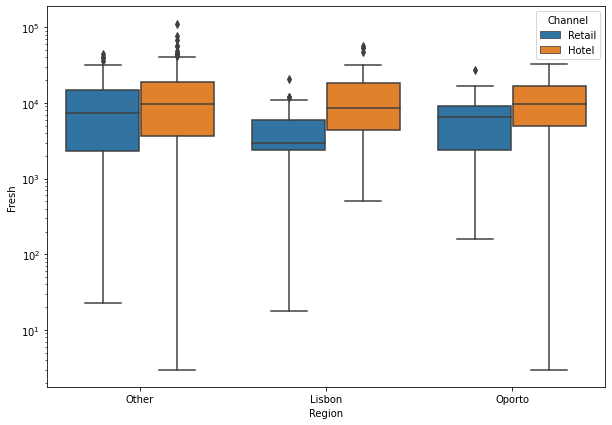 Channel
Retail
Hotel
10^5
10^4
10^3
10^2
10^1
Fresh
Other
Lisbon
Oporto
Region